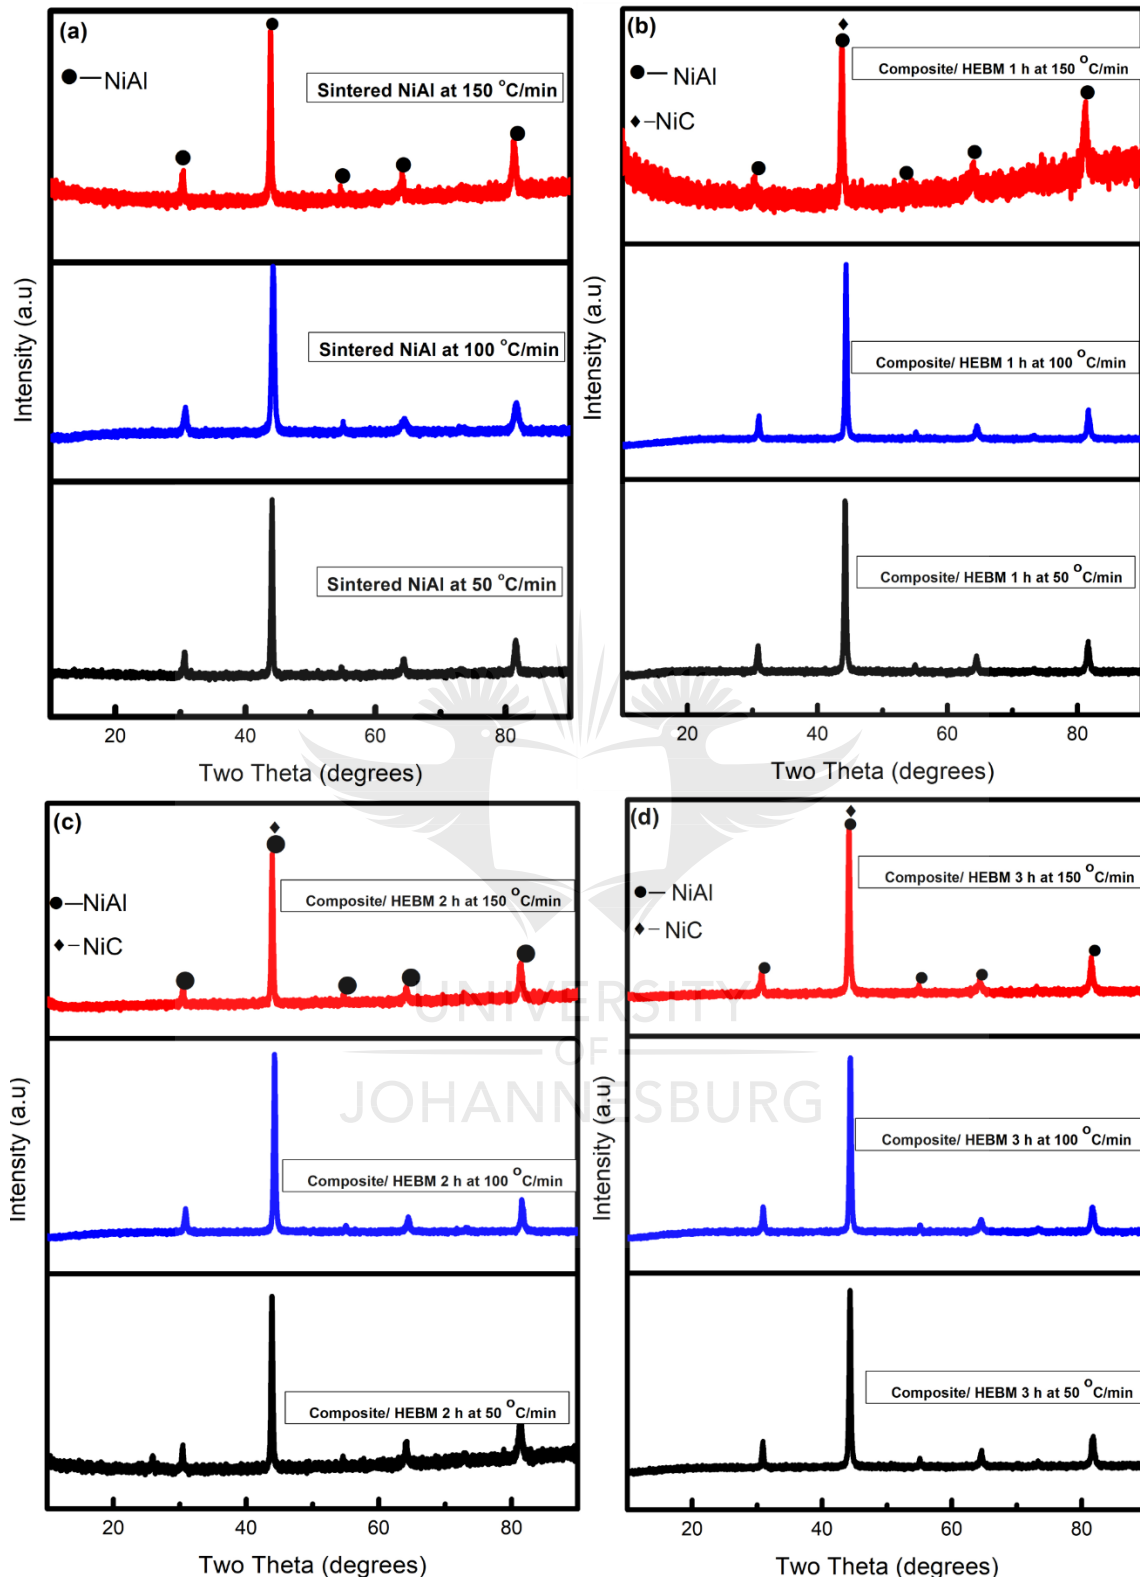 (a)
●—NiAl
Sintered NiAl at 150 °C/min
Sintered NiAl at 100 °C/min
Sintered NiAl at 50 °C/min
Intensity (a.u)
20 40 60 80
Two Theta (degrees)
(b)
●— NiAl
♦–NiC
Composite/ HEBM 1 h at 150 °C/min
Composite/ HEBM 1 h at 100 °C/min
Composite/ HEBM 1 h at 50 °C/min
Intensity (a.u)
20 40 60 80
Two Theta (degrees)
(c)
●—NiAl
♦–NiC
Composite/ HEBM 2 h at 150 °C/min
Composite/ HEBM 2 h at 100 °C/min
Composite/ HEBM 2 h at 50 °C/min
Intensity (a.u)
20 40 60 80
Two Theta (degrees)
(d)
●— NiAl
♦– NiC
Composite/ HEBM 3 h at 150 °C/min
Composite/ HEBM 3 h at 100 °C/min
Composite/ HEBM 3 h at 50 °C/min
Intensity (a.u)
20 40 60 80
Two Theta (degrees)
UNIVERSITY
OF
JOHANNESBURG